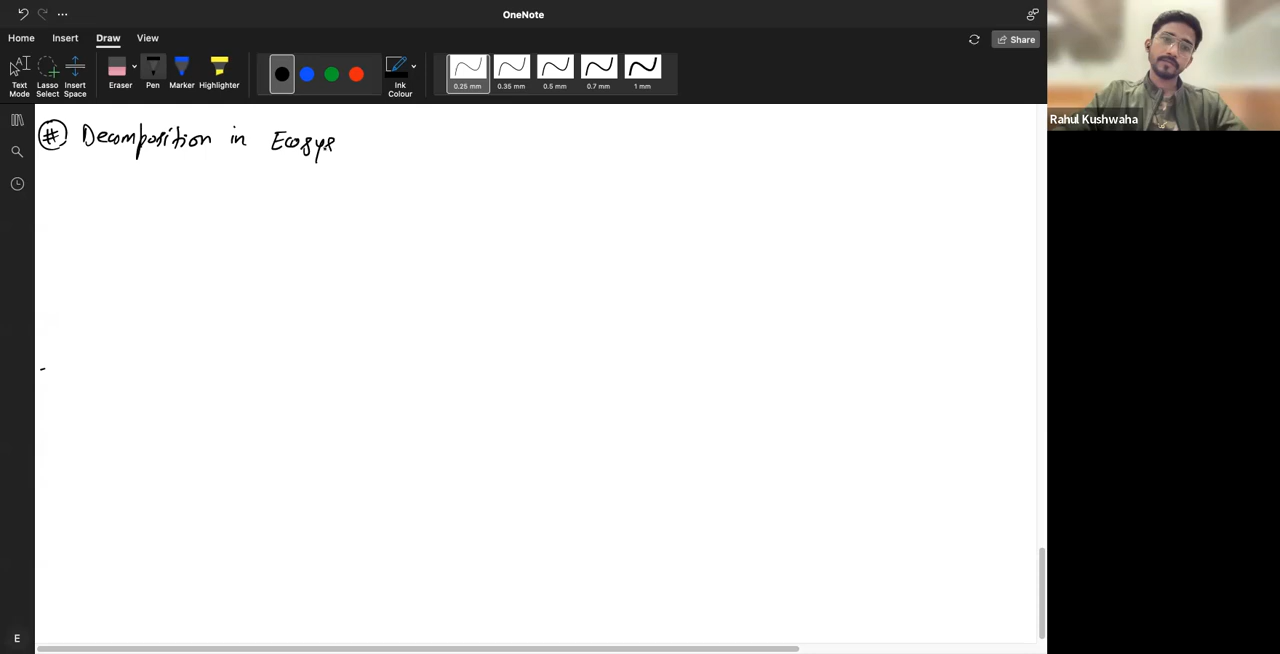 OneNote
Home Insert Draw View
Share
Text Mode
Lasso Select
Insert Space
Eraser
Pen
Marker
Highlighter
Ink Colour
0.25 mm
0.35 mm
0.5 mm
0.7 mm
1 mm
Rahul Kushwaha
# Decomposition in Ecosys
E